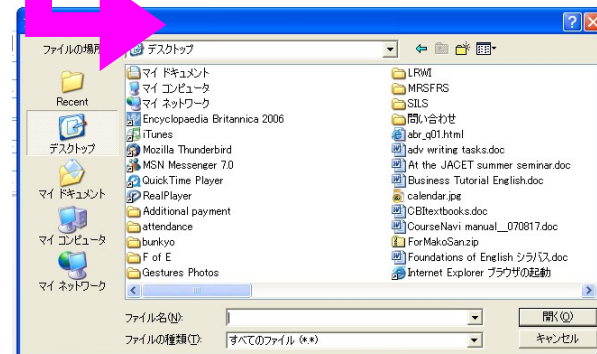 ファイルの場所
デスクトップ
Recent
デスクトップ
マイ ドキュメント
マイ コンピュータ
マイ ネットワーク
マイ ドキュメント
マイ コンピュータ
マイ ネットワーク
Encyclopaedia Britannica 2006
iTunes
Mozilla Thunderbird
MSN Messenger 7.0
QuickTime Player
RealPlayer
Additional payment
attendance
bunkyo
F of E
Gestures Photos
LRWI
MRSFRS
SILS
問い合わせ
abr_q01.html
adv writing tasks.doc
At the JACET summer seminar.doc
Business Tutorial English.doc
calendar.jpg
CBItextbooks.doc
CourseNavi manual__070817.doc
ForMakoSan.zip
Foundations of English シラバス.doc
Internet Explorer ブラウザの起動
ファイル名(N):
開く(O)
ファイルの種類(T):
すべてのファイル (*.*)
キャンセル